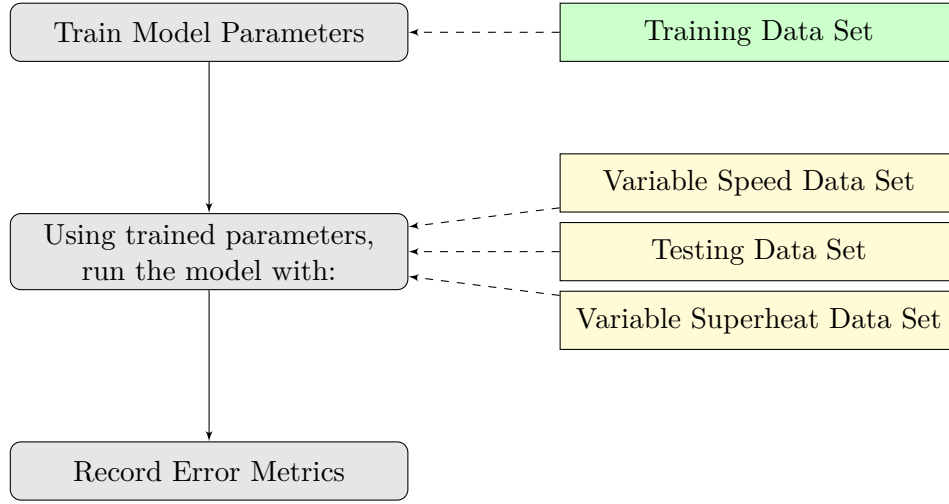 Train Model Parameters
Training Data Set
Variable Speed Data Set
Using trained parameters,
run the model with:
Testing Data Set
Variable Superheat Data Set
Record Error Metrics